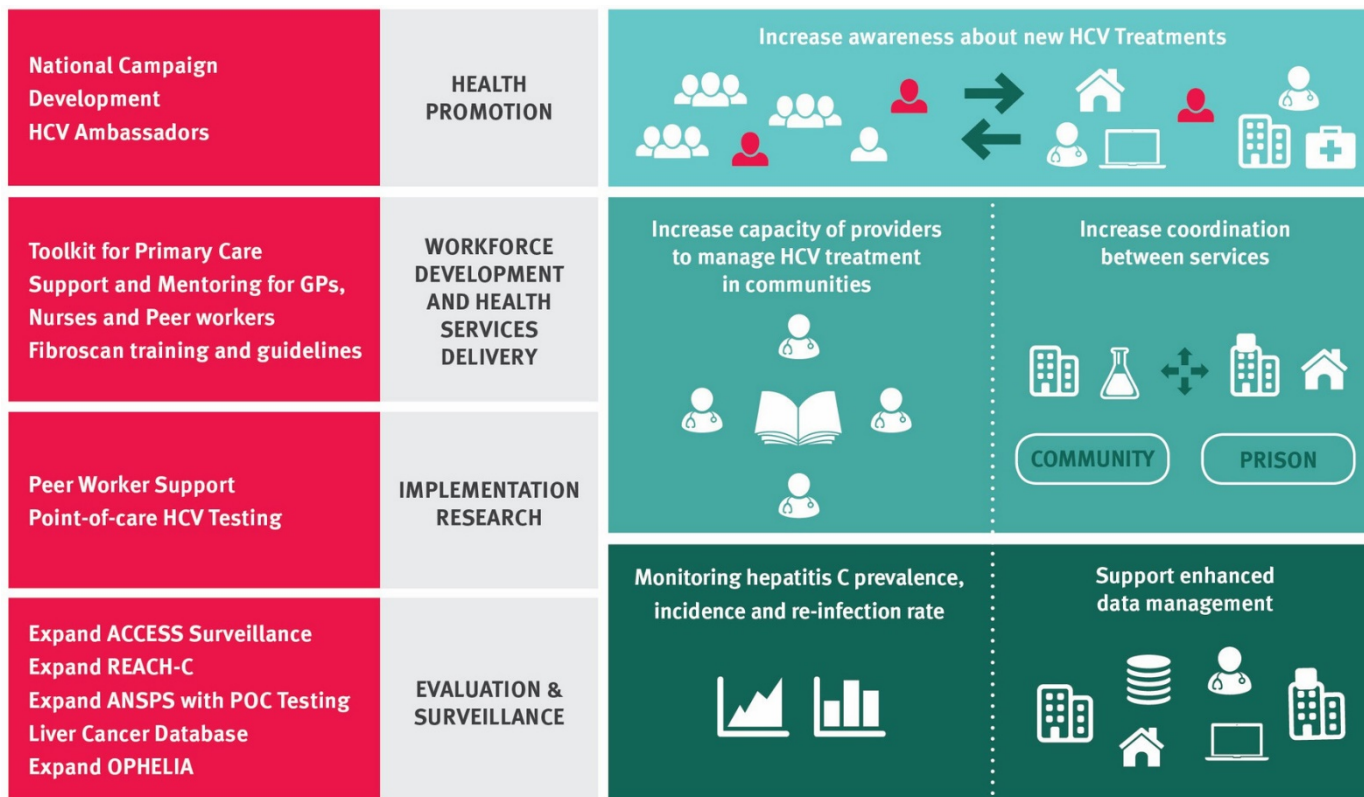 National Campaign
Development
HCV Ambassadors
HEALTH
PROMOTION
Increase awareness about new HCV Treatments
Toolkit for Primary Care
Support and Mentoring for GPs,
Nurses and Peer workers
Fibroscan training and guidelines
WORKFORCE
DEVELOPMENT
AND HEALTH
SERVICES
DELIVERY
Increase capacity of providers
to manage HCV treatment
in communities
Increase coordination
between services
COMMUNITY
PRISON
Peer Worker Support
Point-of-care HCV Testing
IMPLEMENTATION
RESEARCH
Monitoring hepatitis C prevalence,
incidence and re-infection rate
Support enhanced
data management
Expand ACCESS Surveillance
Expand REACH-C
Expand ANSPS with POC Testing
Liver Cancer Database
Expand OPHELIA
EVALUATION &
SURVEILLANCE